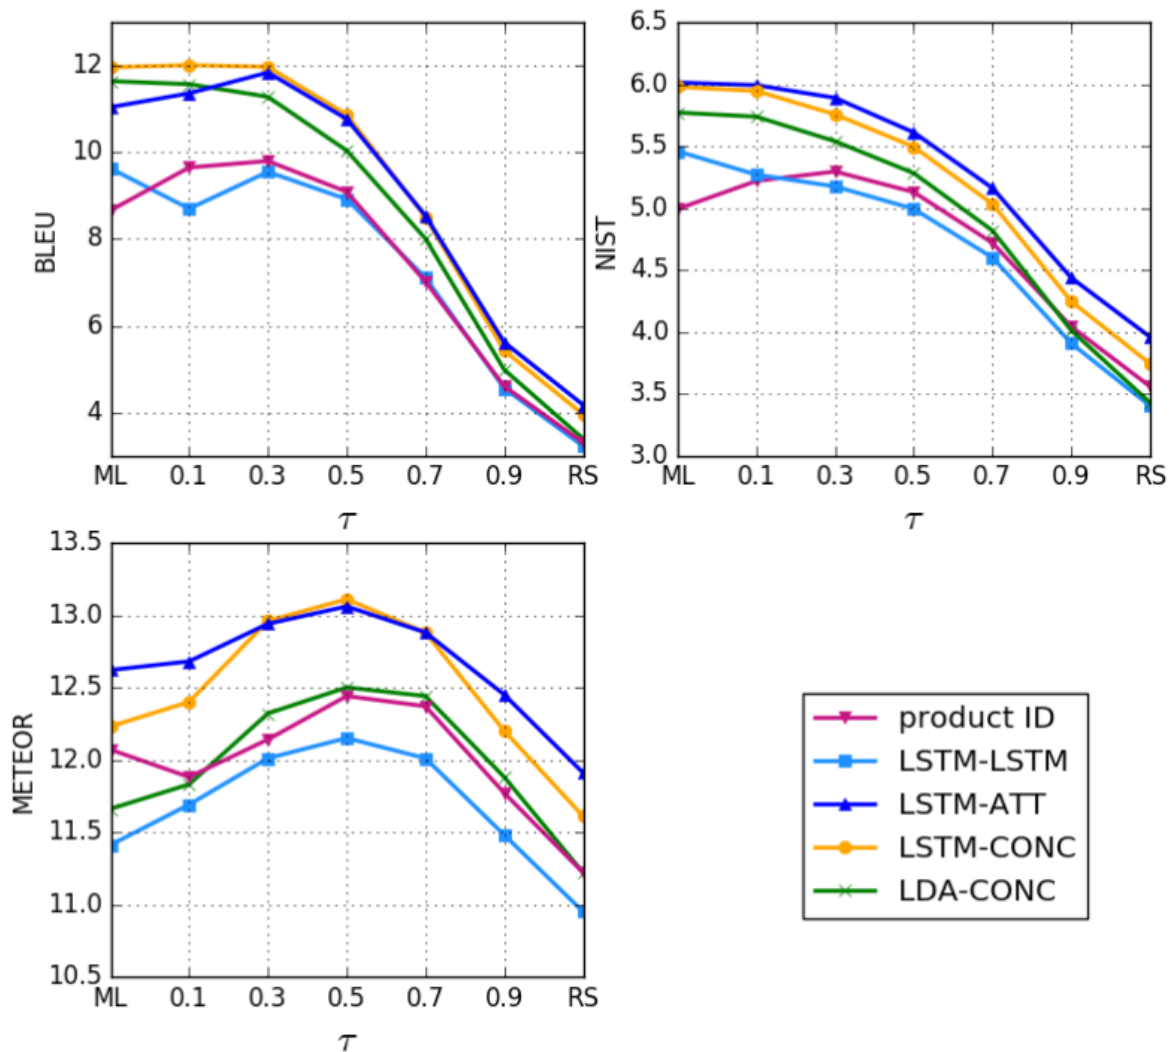 BLEU
12
10
8
6
4
ML 0.1 0.3 0.5 0.7 0.9 RS
τ
NIST
6.5
6.0
5.5
5.0
4.5
4.0
3.5
3.0
ML 0.1 0.3 0.5 0.7 0.9 RS
τ
METEOR
13.5
13.0
12.5
12.0
11.5
11.0
10.5
ML 0.1 0.3 0.5 0.7 0.9 RS
τ
product ID
LSTM-LSTM
LSTM-ATT
LSTM-CONC
LDA-CONC